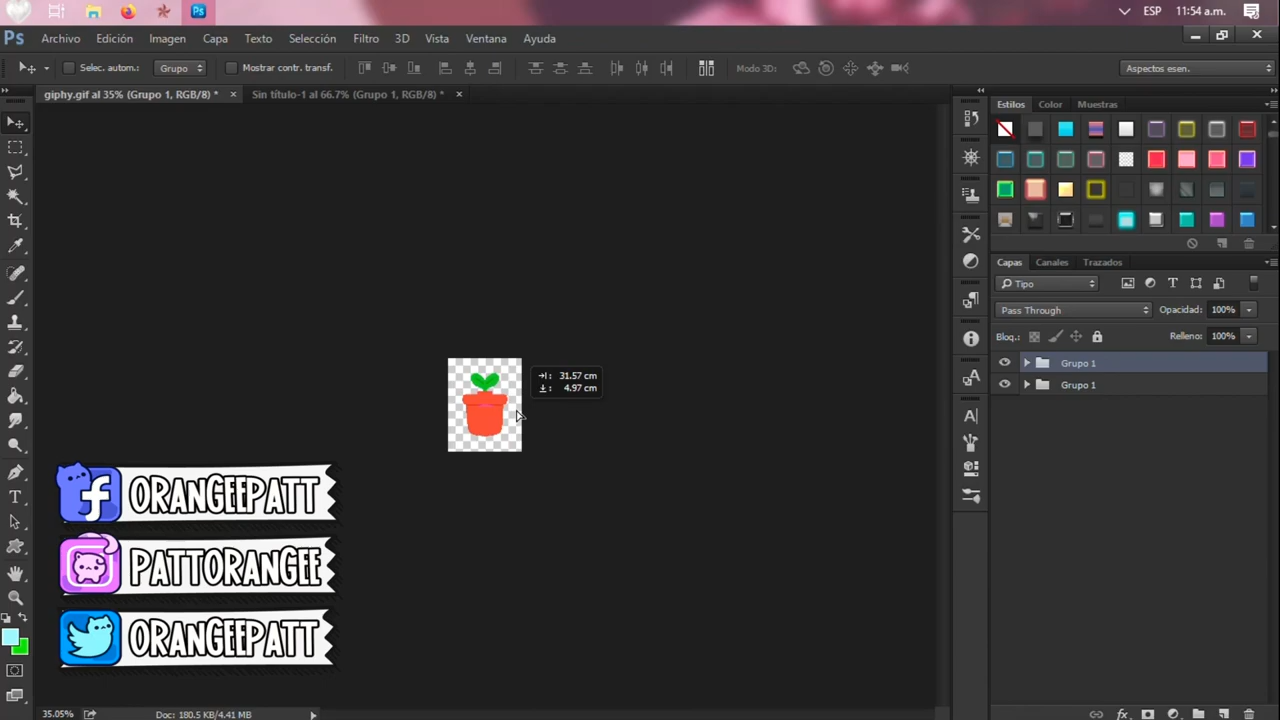 Ps
ESP 11:54 a.m.
Ps Archivo Edición Imagen Capa Texto Selección Filtro 3D Vista Ventana Ayuda
Selec. autom.: Grupo Mostrar contr. transf. Modo 3D: Aspectos esen.
giphy.gif al 35% (Grupo 1, RGB/8) * × Sin título-1 al 66.7% (Grupo 1, RGB/8) * ×
Estilos Color Muestras
Capas Canales Trazados
Tipo
Pass Through Opacidad: 100%
Bloq.: Relleno: 100%
Grupo 1
Grupo 1
31.57 cm
4.97 cm
f ORANGEEPATT
PATTORANGEE
ORANGEEPATT
35.05% Doc: 180.5 KB/4.41 MB